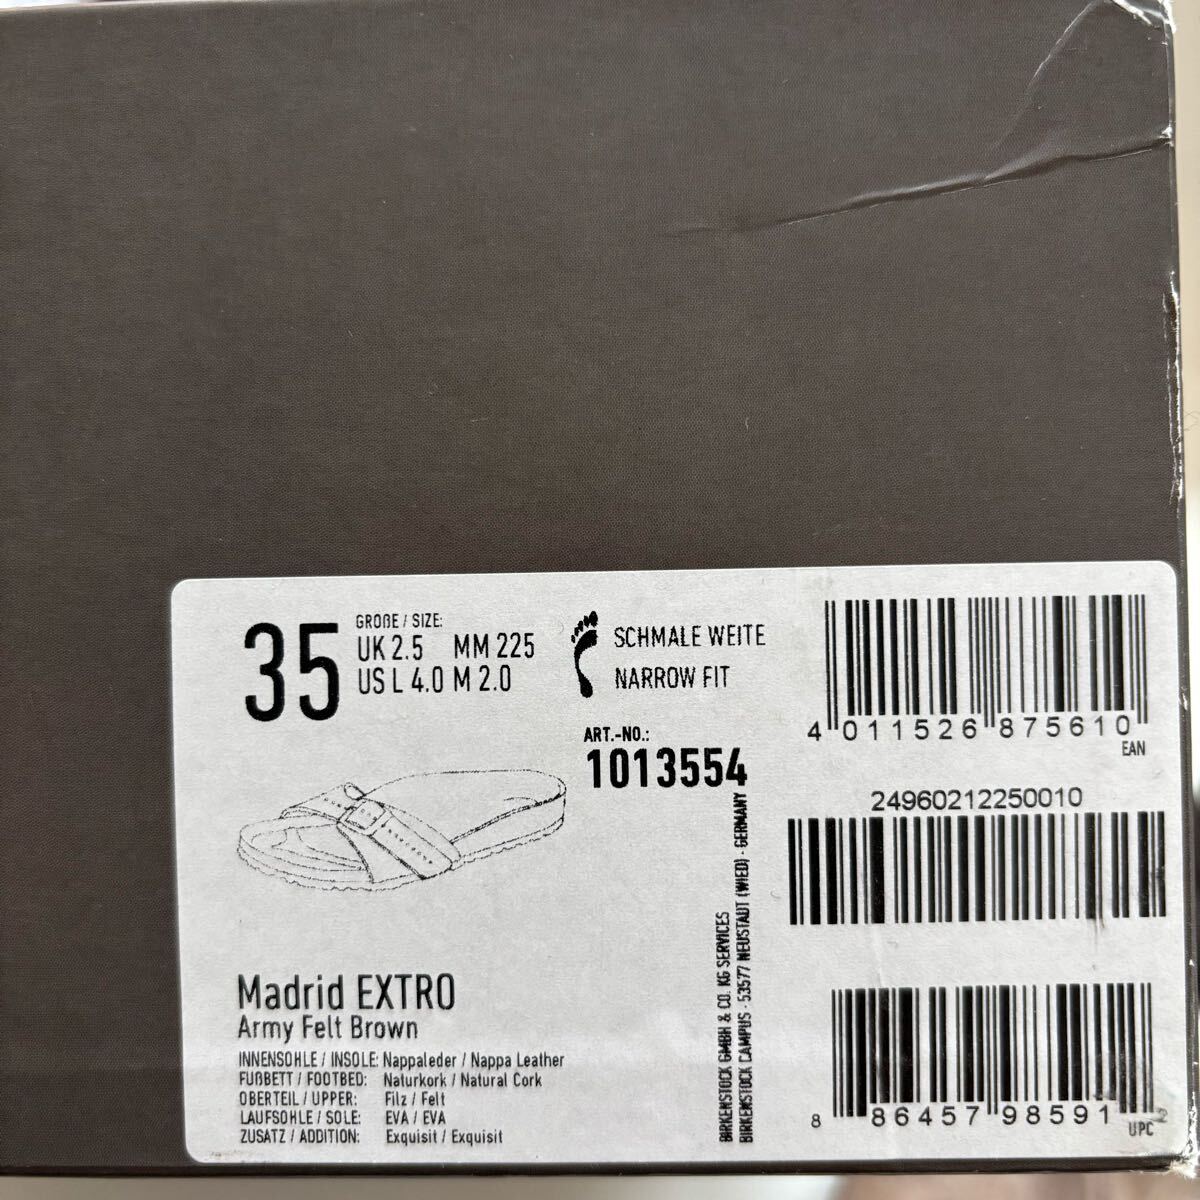 35
GROßE / SIZE:
UK 2.5 MM 225
US L 4.0 M 2.0
SCHMALE WEITE
NARROW FIT
ART.-NO.:
1013554
4 011526 875610
EAN
24960212250010
Madrid EXTRO
Army Felt Brown
INNENSOHLE / INSOLE: Nappaleder / Nappa Leather
FUßBETT / FOOTBED: Naturkork / Natural Cork
OBERTEIL / UPPER: Filz / Felt
LAUFSOHLE / SOLE: EVA / EVA
ZUSATZ / ADDITION: Exquisit / Exquisit
BIRKENSTOCK GMBH & CO. KG SERVICES
BIRKENSTOCK CAMPUS · 53577 NEUSTADT (WIED) · GERMANY
8 86457 98591 2
UPC